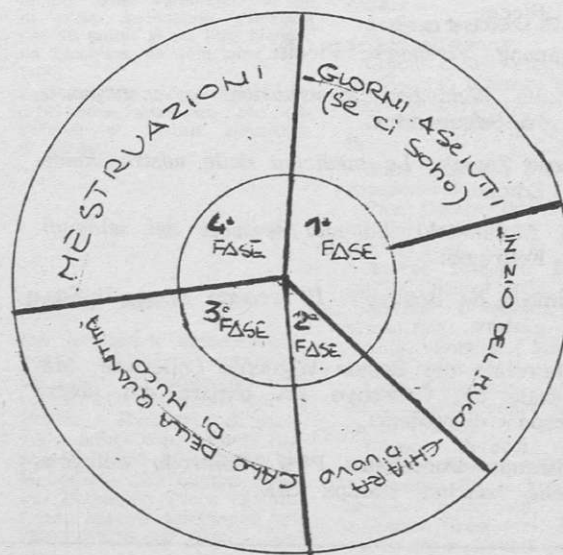 MESTRUAZIONI
GIORNI ASCIUTTI
(se ci sono)
INIZIO DEL MUCO
CHIARA
D'UOVO
CALO DELLA QUANTITÀ
DI MUCO
4ª
FASE
1ª
FASE
3ª
FASE
2ª
FASE